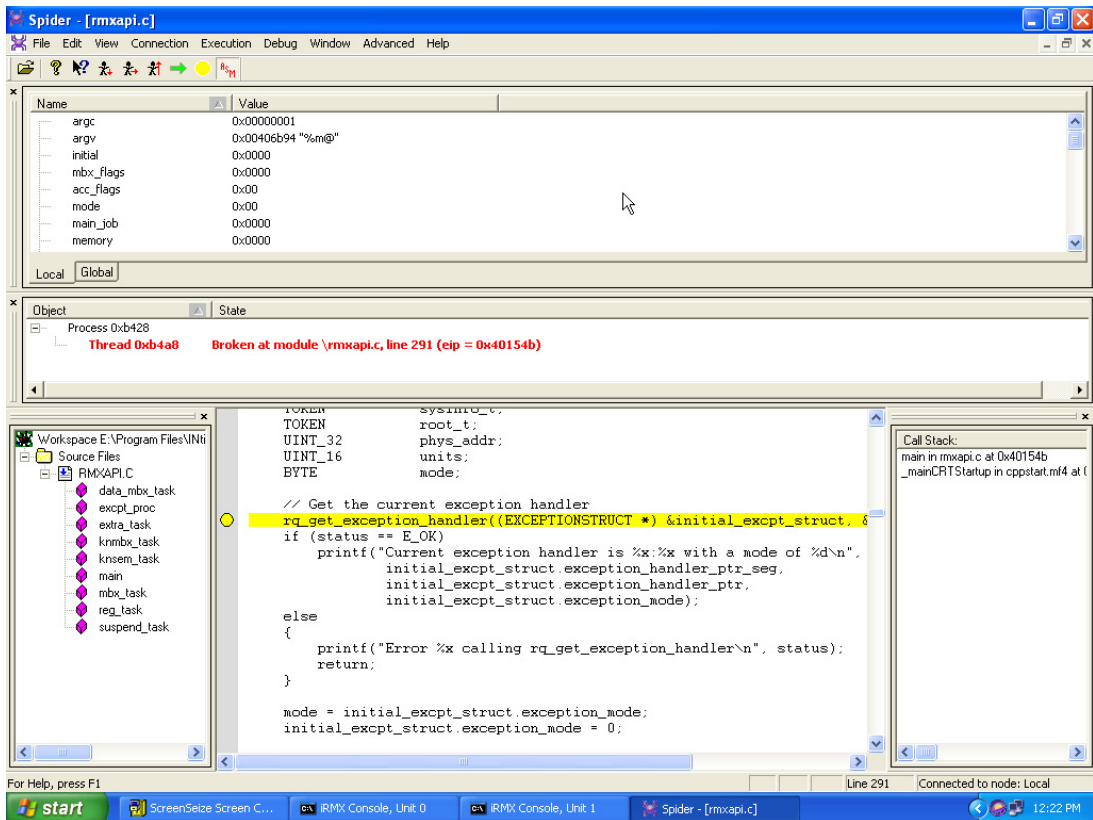 Spider - [rmxapi.c]
File Edit View Connection Execution Debug Window Advanced Help
Name Value
argc 0x00000001
argv 0x00406b94 "%m@"
initial 0x0000
mbx_flags 0x0000
acc_flags 0x00
mode 0x00
main_job 0x0000
memory 0x0000
Local Global
Object State
Process 0xb428
Thread 0xb4a8 Broken at module \rmxapi.c, line 291 (eip = 0x40154b)
Workspace E:\Program Files\INti
Source Files
RMXAPI.C
data_mbx_task
excpt_proc
extra_task
knmbx_task
knsem_task
main
mbx_task
reg_task
suspend_task
TOKEN sysinfo_t;
TOKEN root_t;
UINT_32 phys_addr;
UINT_16 units;
BYTE mode;
// Get the current exception handler
rq_get_exception_handler((EXCEPTIONSTRUCT *) &initial_excpt_struct, &
if (status == E_OK)
printf("Current exception handler is %x:%x with a mode of %d\n",
initial_excpt_struct.exception_handler_ptr_seg,
initial_excpt_struct.exception_handler_ptr,
initial_excpt_struct.exception_mode);
else
{
printf("Error %x calling rq_get_exception_handler\n", status);
return;
}
mode = initial_excpt_struct.exception_mode;
initial_excpt_struct.exception_mode = 0;
Call Stack:
main in rmxapi.c at 0x40154b
_mainCRTStartup in cppstart.mf4 at (
For Help, press F1
Line 291
Connected to node: Local
start
ScreenSeize Screen C...
iRMX Console, Unit 0
iRMX Console, Unit 1
Spider - [rmxapi.c]
12:22 PM